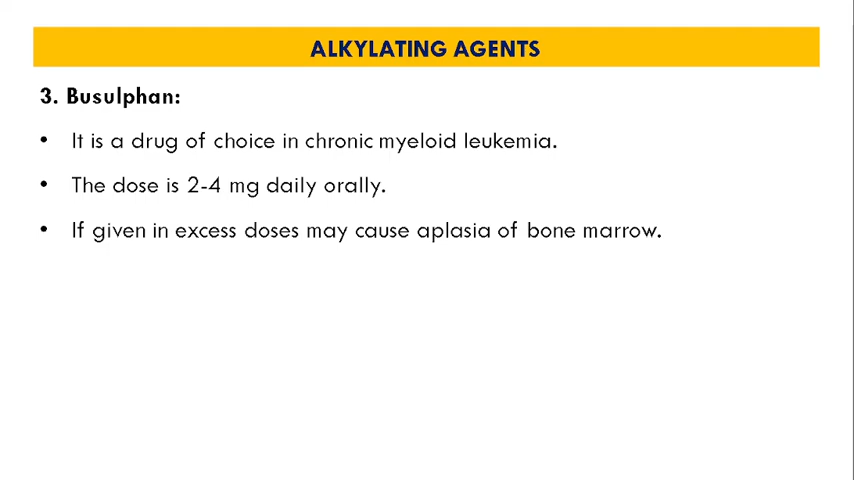 ALKYLATING AGENTS
3. Busulphan:
• It is a drug of choice in chronic myeloid leukemia.
• The dose is 2-4 mg daily orally.
• If given in excess doses may cause aplasia of bone marrow.